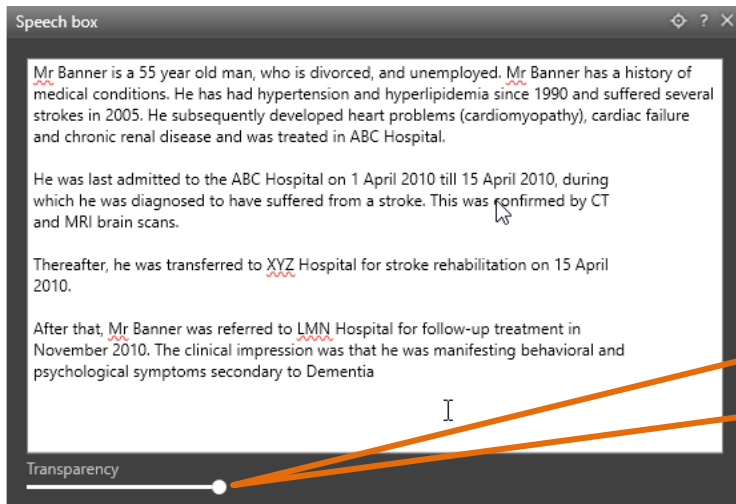 Speech box
Mr Banner is a 55 year old man, who is divorced, and unemployed. Mr Banner has a history of
medical conditions. He has had hypertension and hyperlipidemia since 1990 and suffered several
strokes in 2005. He subsequently developed heart problems (cardiomyopathy), cardiac failure
and chronic renal disease and was treated in ABC Hospital.
He was last admitted to the ABC Hospital on 1 April 2010 till 15 April 2010, during
which he was diagnosed to have suffered from a stroke. This was confirmed by CT
and MRI brain scans.
Thereafter, he was transferred to XYZ Hospital for stroke rehabilitation on 15 April
2010.
After that, Mr Banner was referred to LMN Hospital for follow-up treatment in
November 2010. The clinical impression was that he was manifesting behavioral and
psychological symptoms secondary to Dementia
Transparency